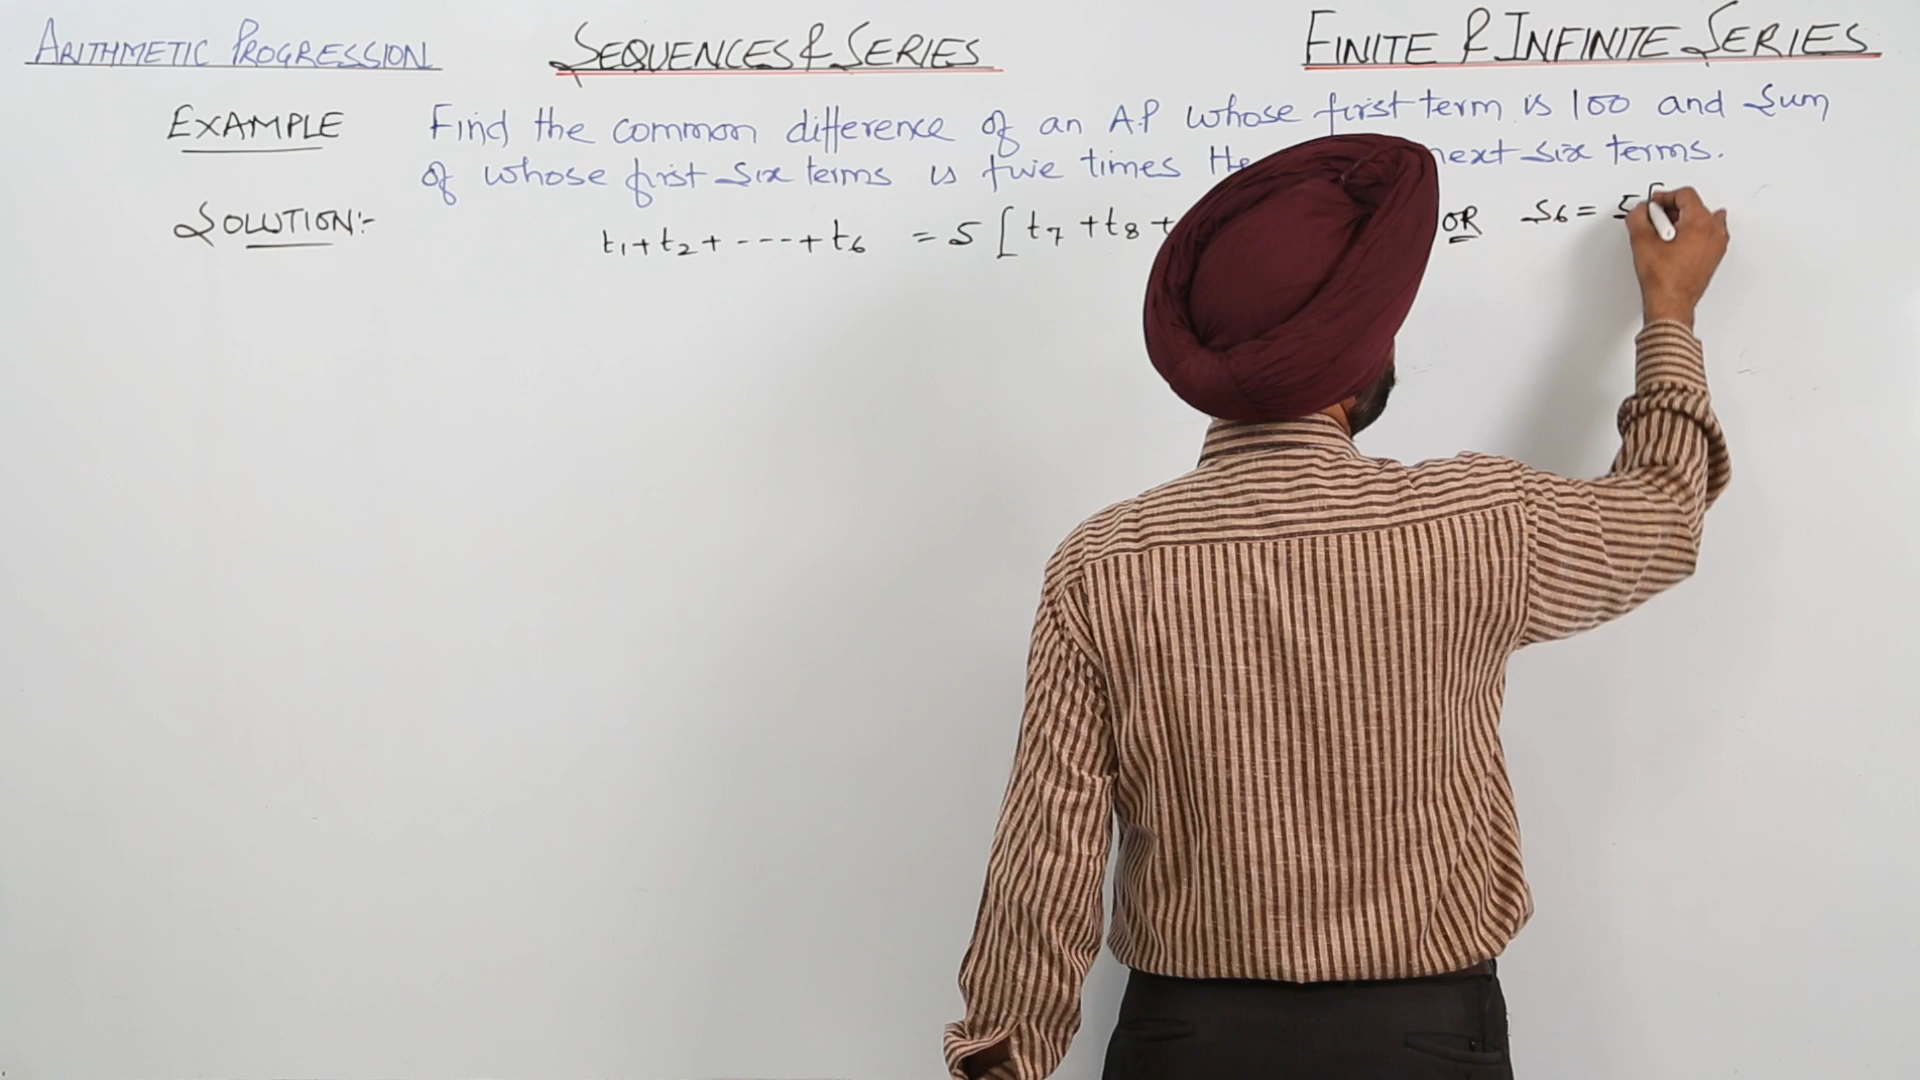 ARITHMETIC PROGRESSION SEQUENCES & SERIES FINITE & INFINITE SERIES
EXAMPLE Find the common difference of an A.P whose first term is 100 and Sum
of whose first Six terms is five times the next six terms.
SOLUTION:- t₁+t₂+----+t₆ = 5 [t₇+t₈+ OR S₆ = 5[